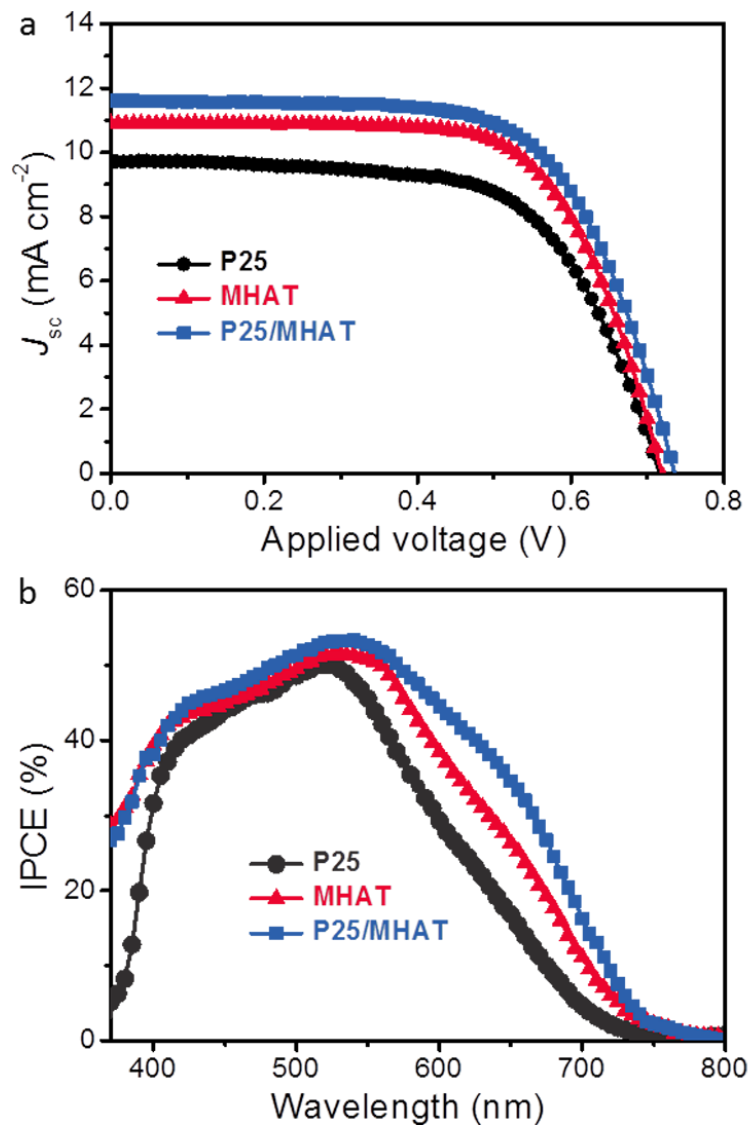 a
14
12
10
8
6
4
2
0
J_sc (mA cm⁻²)
P25
MHAT
P25/MHAT
0.0 0.2 0.4 0.6 0.8
Applied voltage (V)
b
60
40
20
0
IPCE (%)
P25
MHAT
P25/MHAT
400 500 600 700 800
Wavelength (nm)